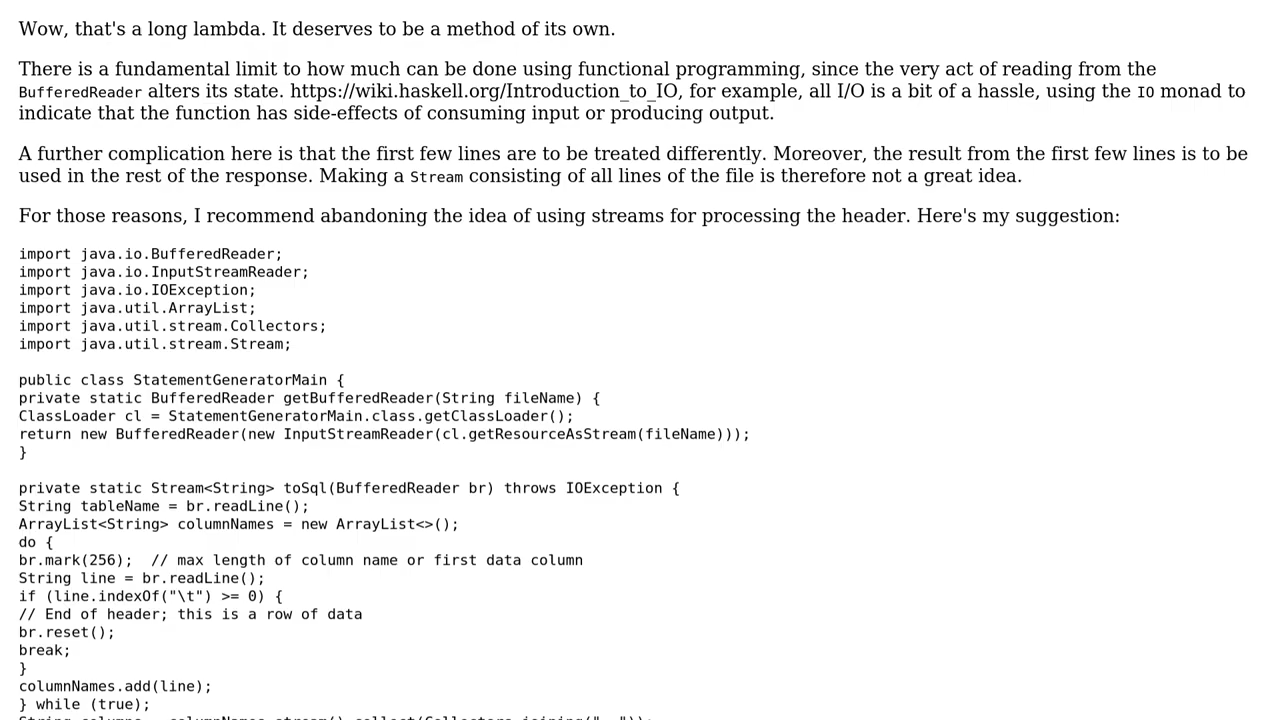 Wow, that's a long lambda. It deserves to be a method of its own.
There is a fundamental limit to how much can be done using functional programming, since the very act of reading from the
BufferedReader alters its state. https://wiki.haskell.org/Introduction_to_IO, for example, all I/O is a bit of a hassle, using the IO monad to
indicate that the function has side-effects of consuming input or producing output.
A further complication here is that the first few lines are to be treated differently. Moreover, the result from the first few lines is to be
used in the rest of the response. Making a Stream consisting of all lines of the file is therefore not a great idea.
For those reasons, I recommend abandoning the idea of using streams for processing the header. Here's my suggestion:
import java.io.BufferedReader;
import java.io.InputStreamReader;
import java.io.IOException;
import java.util.ArrayList;
import java.util.stream.Collectors;
import java.util.stream.Stream;
public class StatementGeneratorMain {
private static BufferedReader getBufferedReader(String fileName) {
ClassLoader cl = StatementGeneratorMain.class.getClassLoader();
return new BufferedReader(new InputStreamReader(cl.getResourceAsStream(fileName)));
}
private static Stream<String> toSql(BufferedReader br) throws IOException {
String tableName = br.readLine();
ArrayList<String> columnNames = new ArrayList<>();
do {
br.mark(256);  // max length of column name or first data column
String line = br.readLine();
if (line.indexOf("\t") >= 0) {
// End of header; this is a row of data
br.reset();
break;
}
columnNames.add(line);
} while (true);
String columns = columnNames.stream().collect(Collectors.joining(", "));